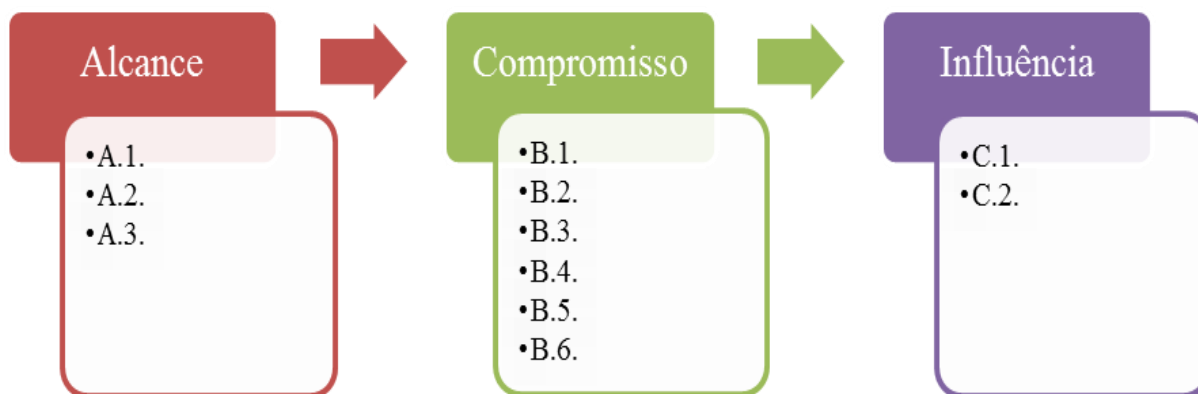 Alcance
•A.1.
•A.2.
•A.3.
Compromisso
•B.1.
•B.2.
•B.3.
•B.4.
•B.5.
•B.6.
Influência
•C.1.
•C.2.